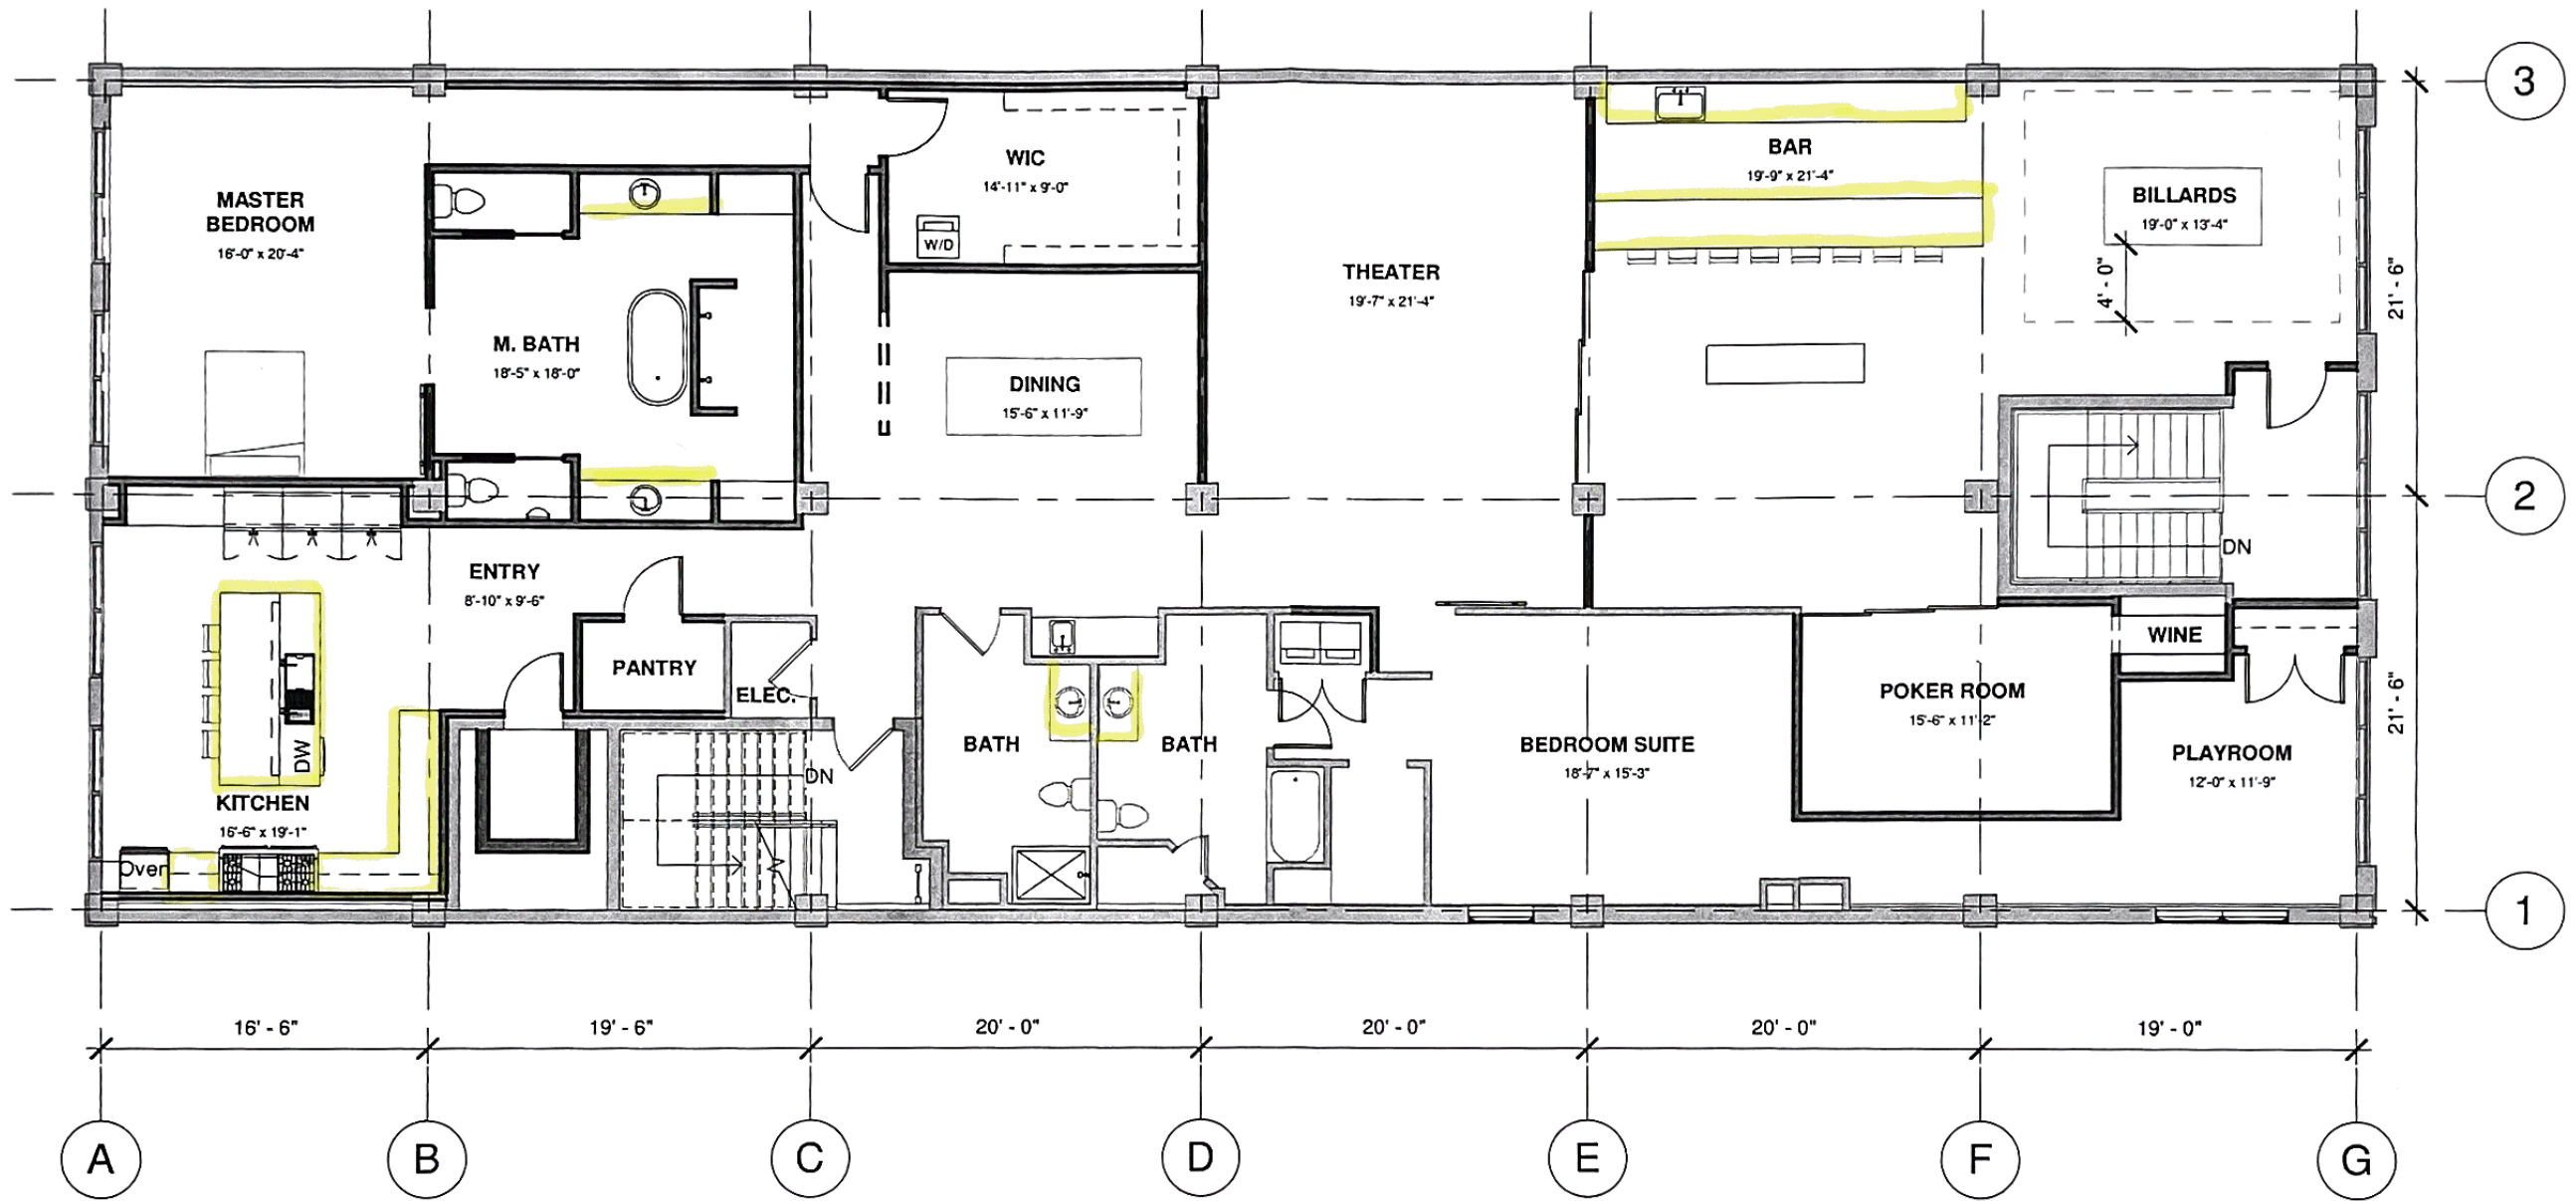 3
MASTER
BEDROOM
16'-0" x 20'-4"
WIC
14'-11" x 9'-0"
W/D
BAR
19'-9" x 21'-4"
BILLARDS
19'-0" x 13'-4"
4' - 0"
21' - 6"
THEATER
19'-7" x 21'-4"
M. BATH
18'-5" x 18'-0"
DINING
15'-6" x 11'-9"
2
DN
ENTRY
8'-10" x 9'-6"
PANTRY
ELEC.
WINE
DW
KITCHEN
16'-6" x 19'-1"
Oven
DN
BATH
BATH
BEDROOM SUITE
18'-7" x 15'-3"
POKER ROOM
15'-6" x 11'-2"
PLAYROOM
12'-0" x 11'-9"
21' - 6"
1
16' - 6"
19' - 6"
20' - 0"
20' - 0"
20' - 0"
19' - 0"
A
B
C
D
E
F
G